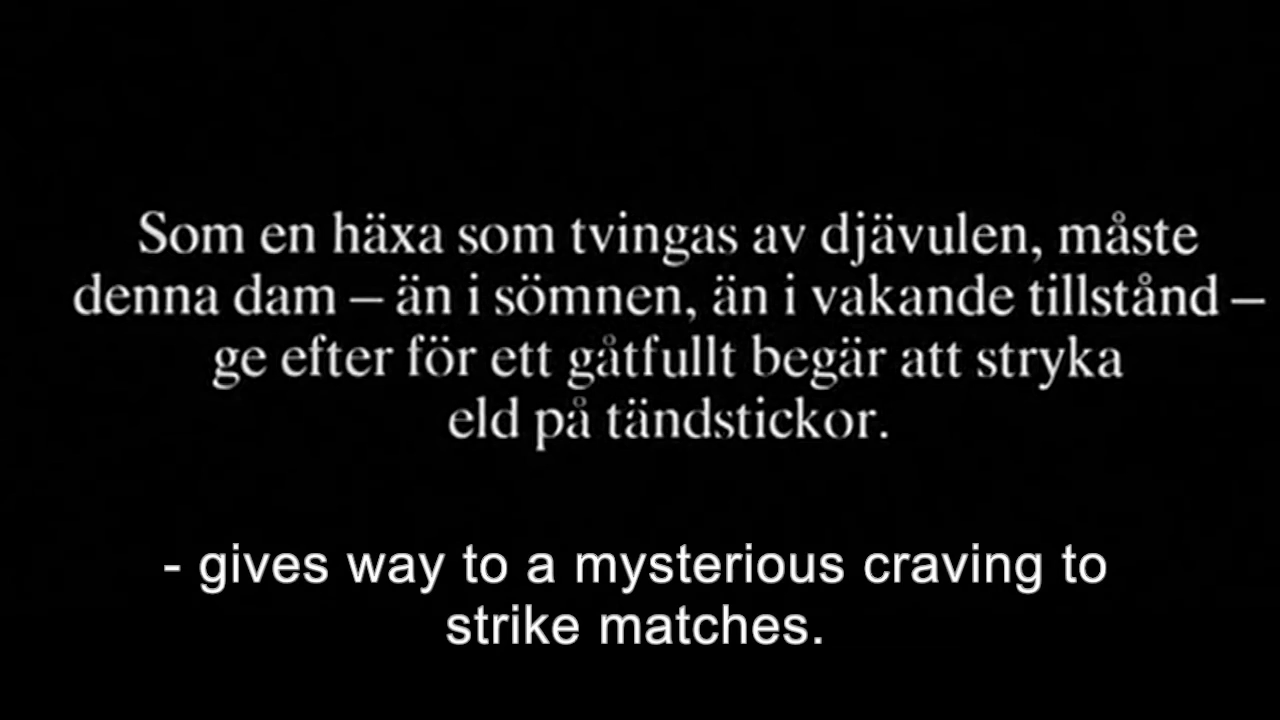 Som en häxa som tvingas av djävulen, måste
denna dam – än i sömnen, än i vakande tillstånd –
ge efter för ett gåtfullt begär att stryka
eld på tändstickor.
- gives way to a mysterious craving to
strike matches.